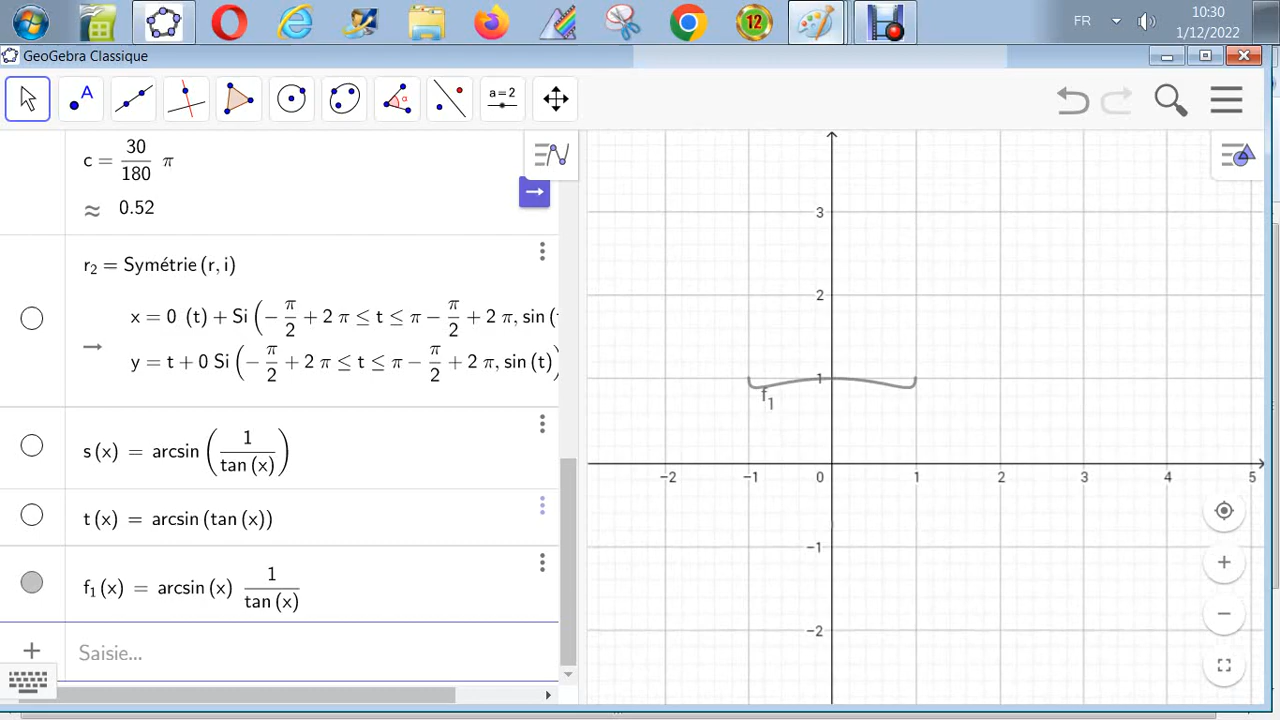 12
FR
10:30
1/12/2022
GeoGebra Classique
A
α
a=2
c = 30/180 π
≈ 0.52
r₂ = Symétrie (r, i)
x = 0 (t) + Si (− π/2 + 2 π ≤ t ≤ π − π/2 + 2 π, sin (
→
y = t + 0 Si (− π/2 + 2 π ≤ t ≤ π − π/2 + 2 π, sin (t)
s (x) = arcsin (1/tan (x))
t (x) = arcsin (tan (x))
f₁ (x) = arcsin (x) 1/tan (x)
+ Saisie...
3
2
1
f₁
−2 −1 0 1 2 3 4 5
−1
−2